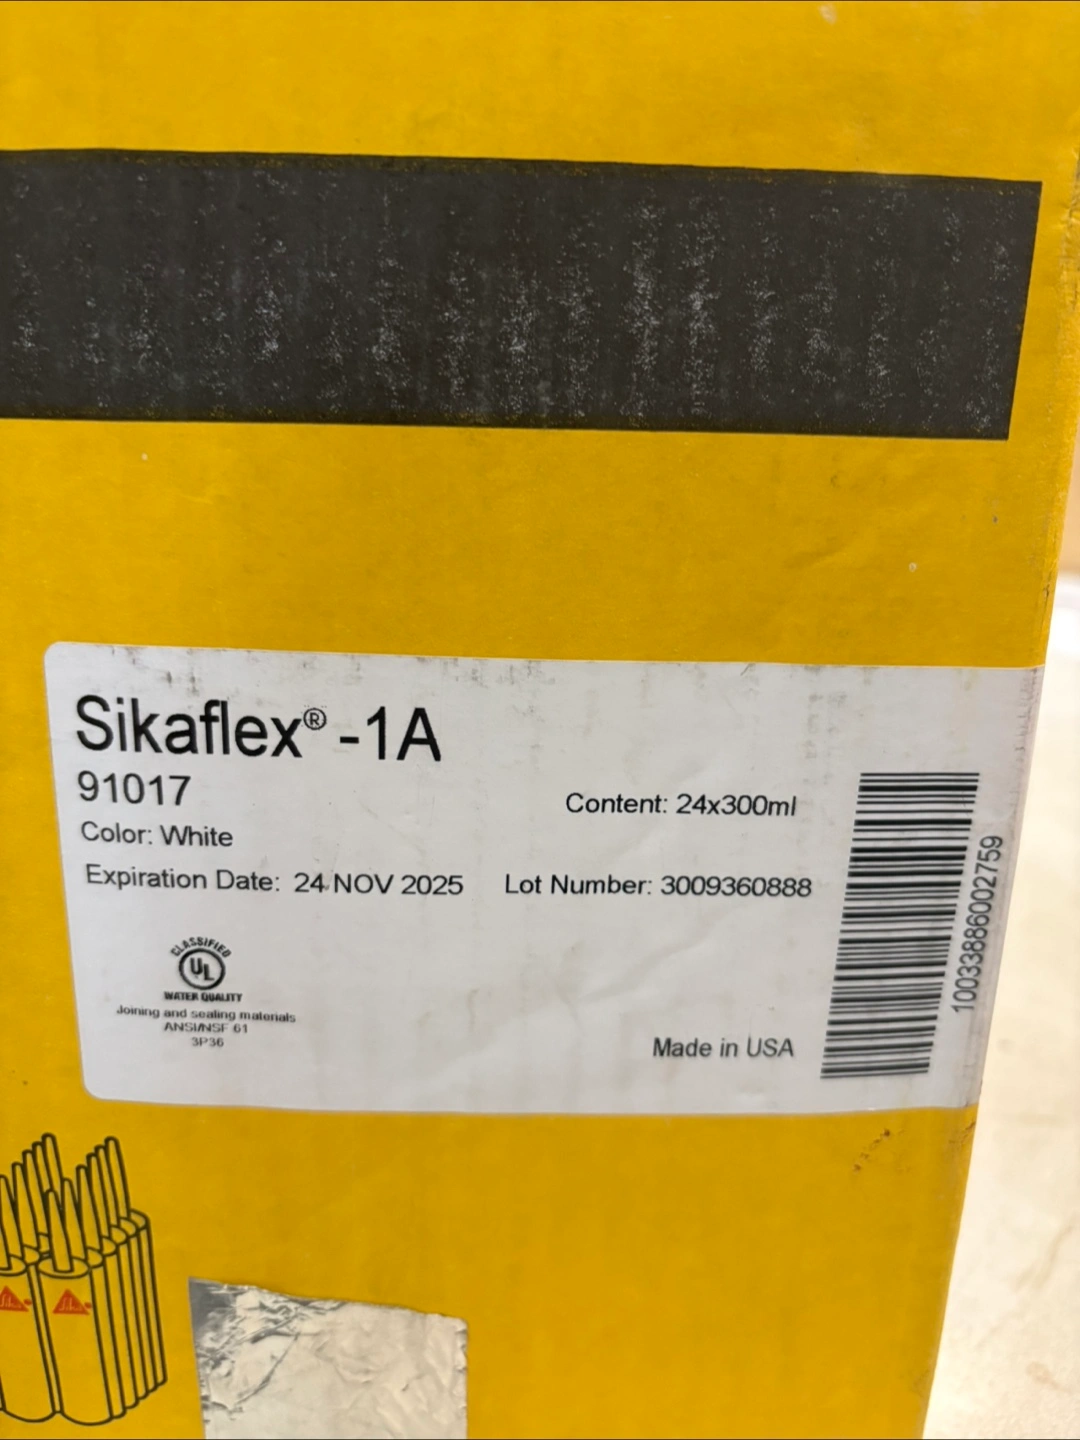 Sikaflex® -1A
91017
Content: 24x300ml
Color: White
Expiration Date: 24 NOV 2025 Lot Number: 3009360888
10033886002759
CLASSIFIED
UL
WATER QUALITY
Joining and sealing materials
ANSI/NSF 61
3P36
Made in USA